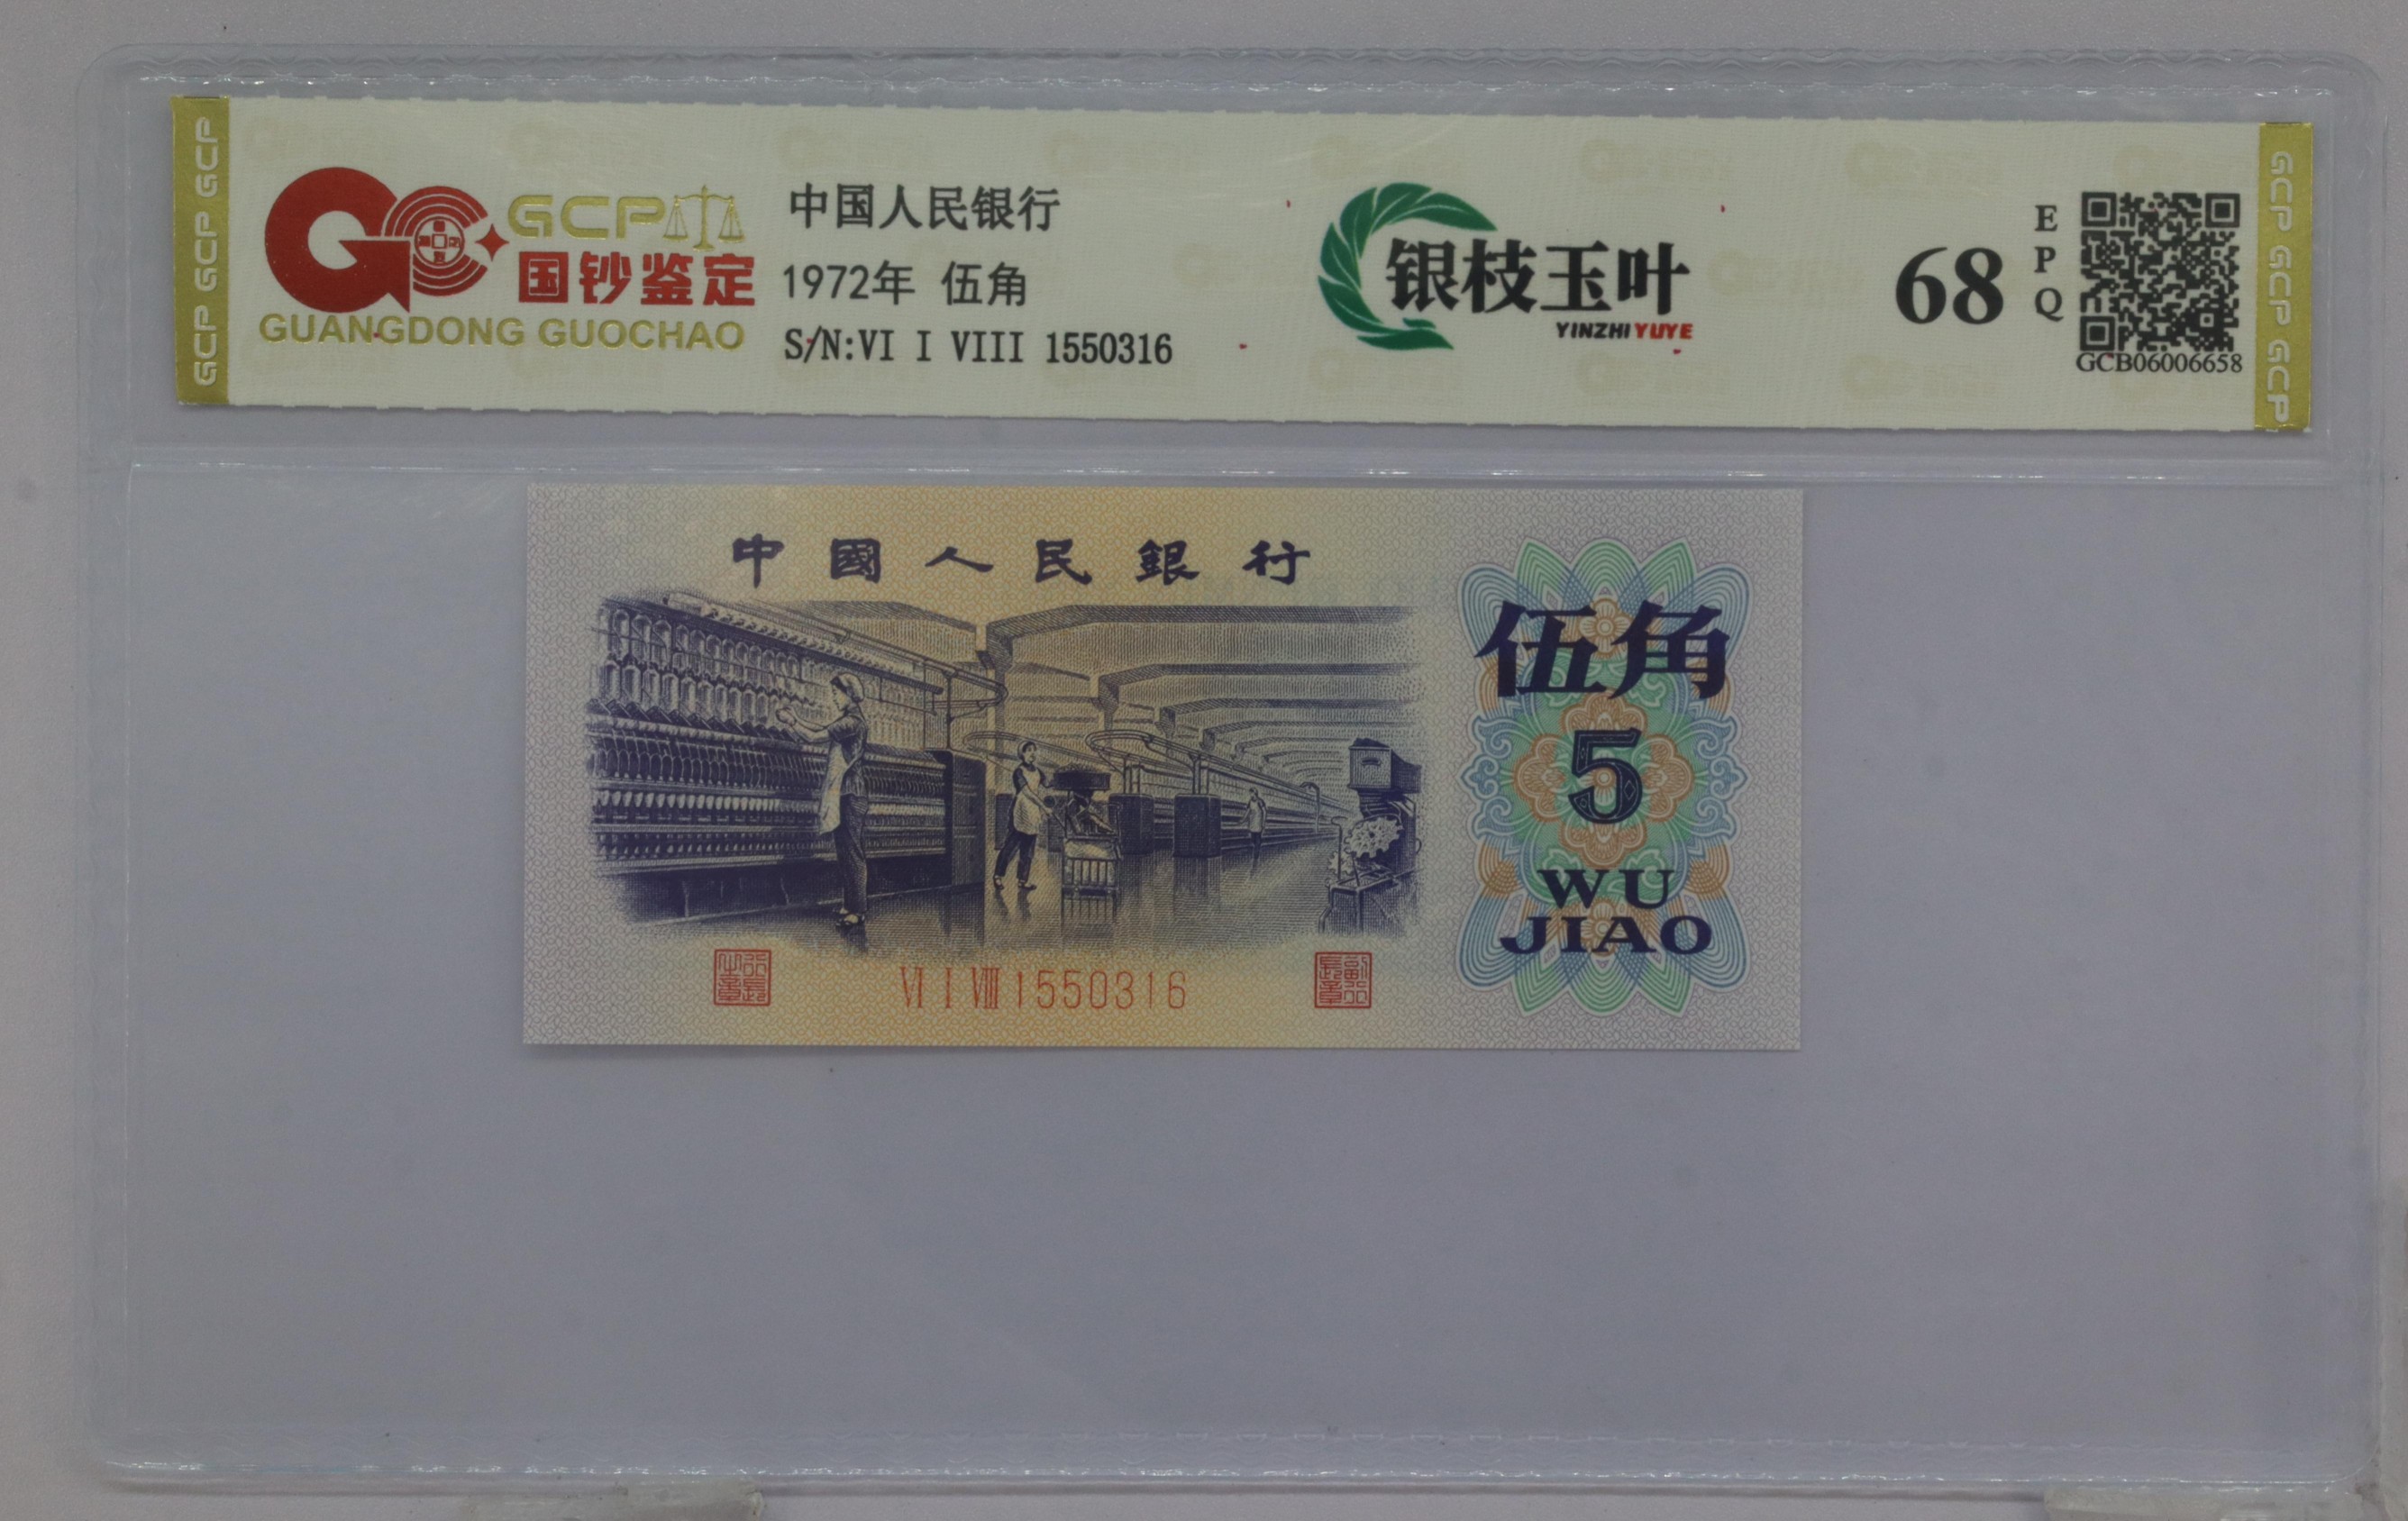 GCP GCP GCP
GCP
国钞鉴定
GUANGDONG GUOCHAO
中国人民银行
1972年 伍角
S/N:VI I VIII 1550316
银枝玉叶
YINZHI YUYE
68
EPQ
GCB06006658
GCP GCP GCP
中國人民銀行
伍角
5
WU
JIAO
VI I VIII 1550316